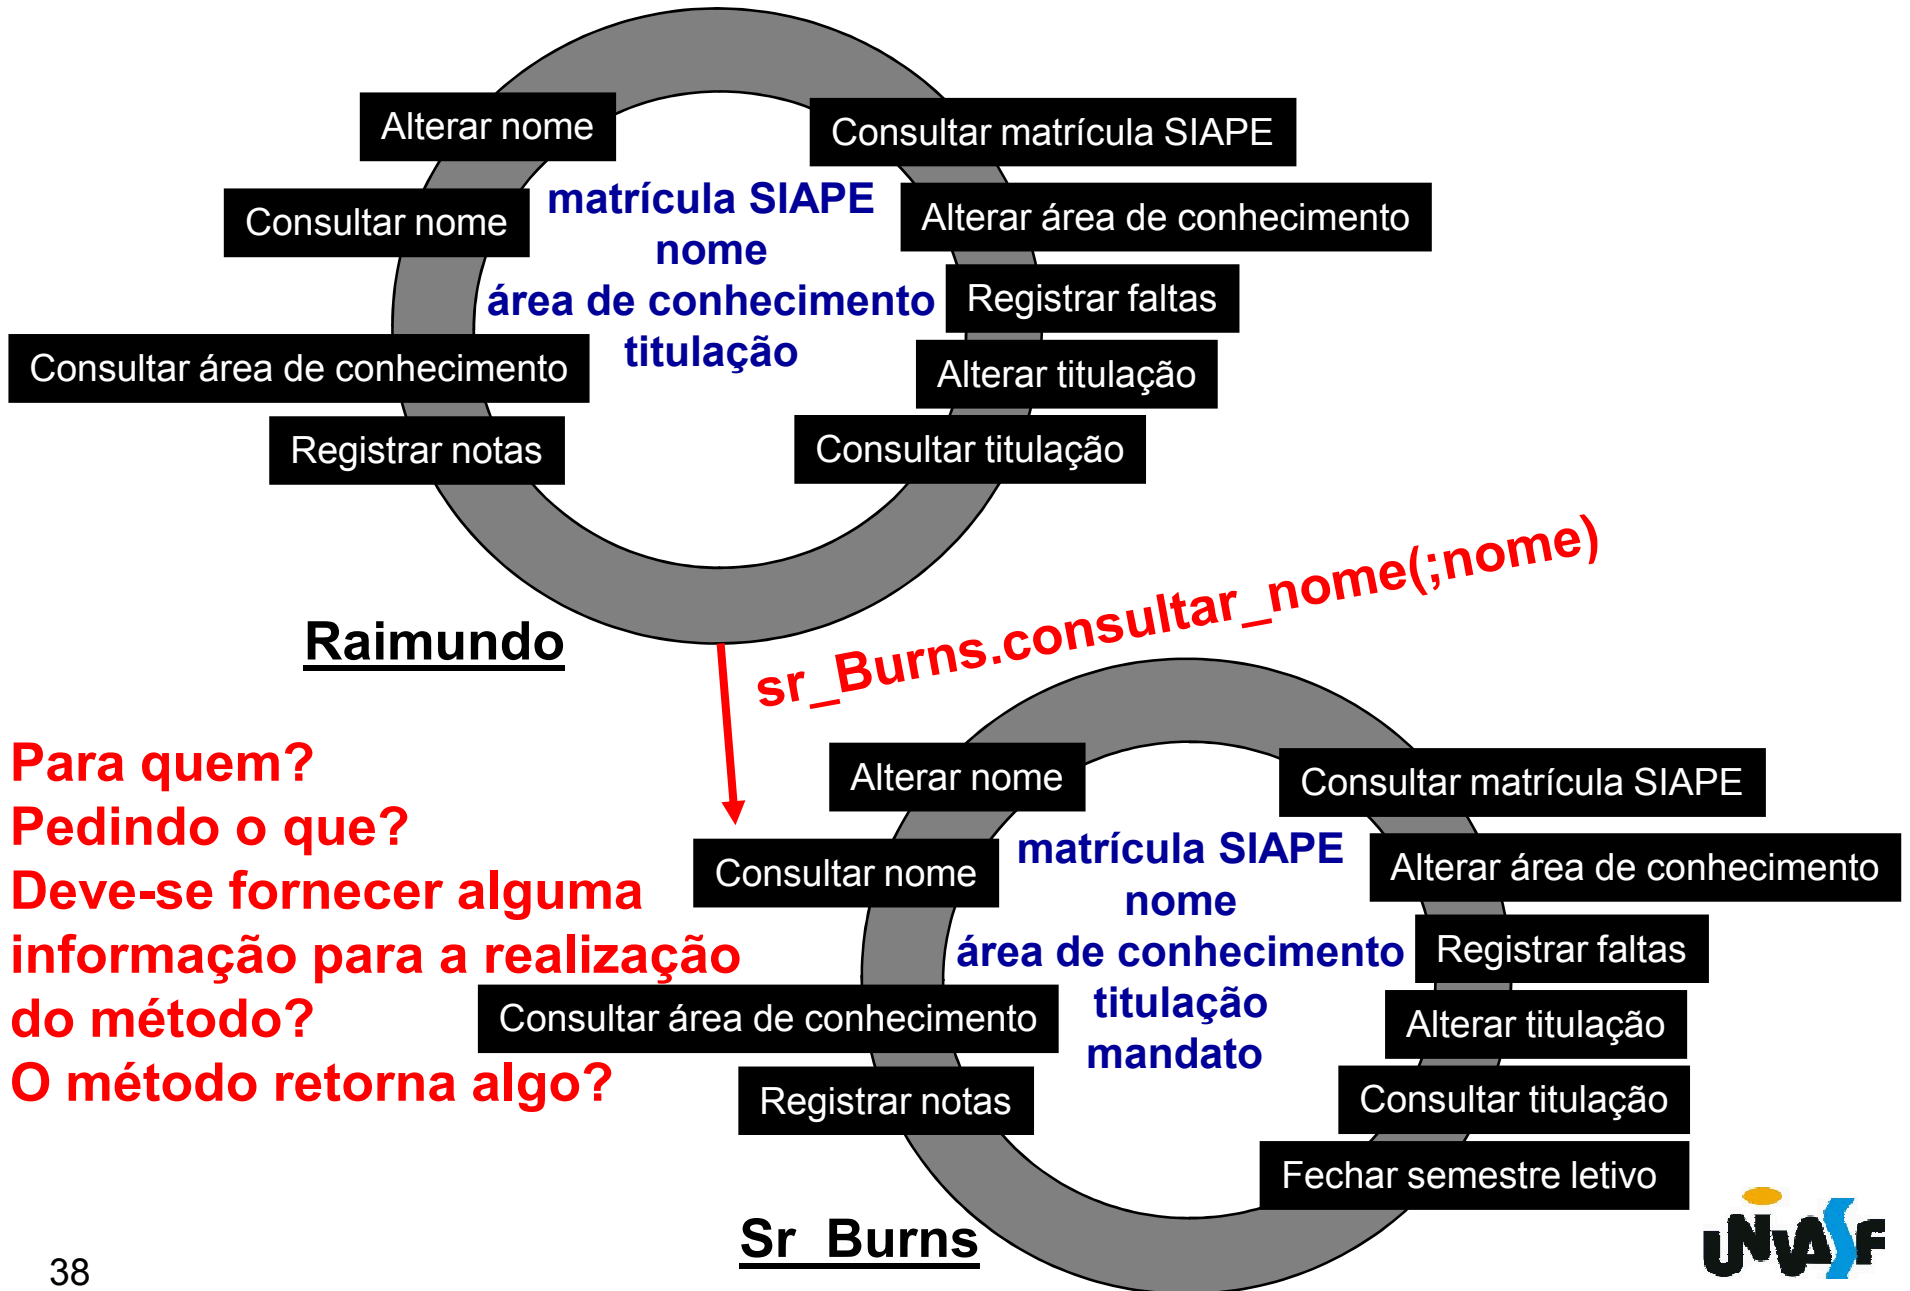 Alterar nome
Consultar matrícula SIAPE
matrícula SIAPE
Consultar nome
Alterar área de conhecimento
nome
área de conhecimento
Registrar faltas
titulação
Consultar área de conhecimento
Alterar titulação
Registrar notas
Consultar titulação
sr_Burns.consultar_nome(;nome)
Raimundo
Para quem?
Pedindo o que?
Deve-se fornecer alguma
informação para a realização
do método?
O método retorna algo?
Alterar nome
Consultar matrícula SIAPE
matrícula SIAPE
Consultar nome
Alterar área de conhecimento
nome
área de conhecimento
Registrar faltas
titulação
Consultar área de conhecimento
Alterar titulação
mandato
Registrar notas
Consultar titulação
Fechar semestre letivo
Sr_Burns
UNIVASF
38